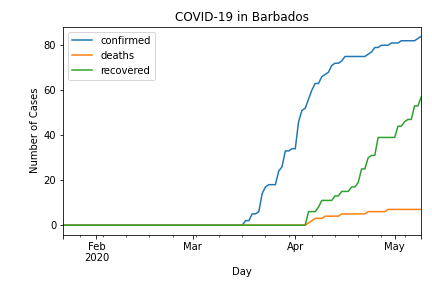 COVID-19 in Barbados
confirmed
deaths
recovered
Number of Cases
80
60
40
20
0
Feb
2020
Mar
Apr
May
Day